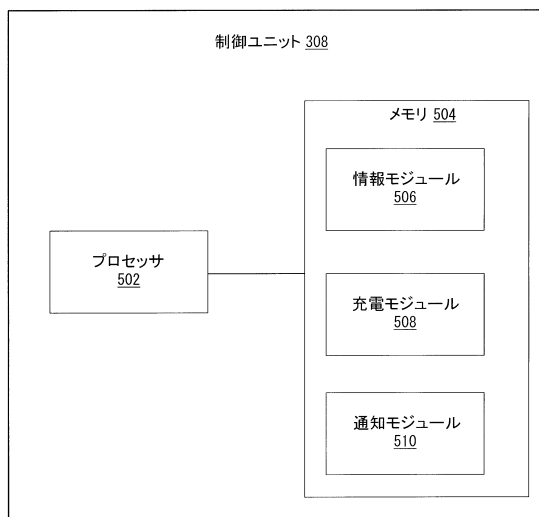 制御ユニット 308
メモリ 504
情報モジュール
506
プロセッサ
502
充電モジュール
508
通知モジュール
510